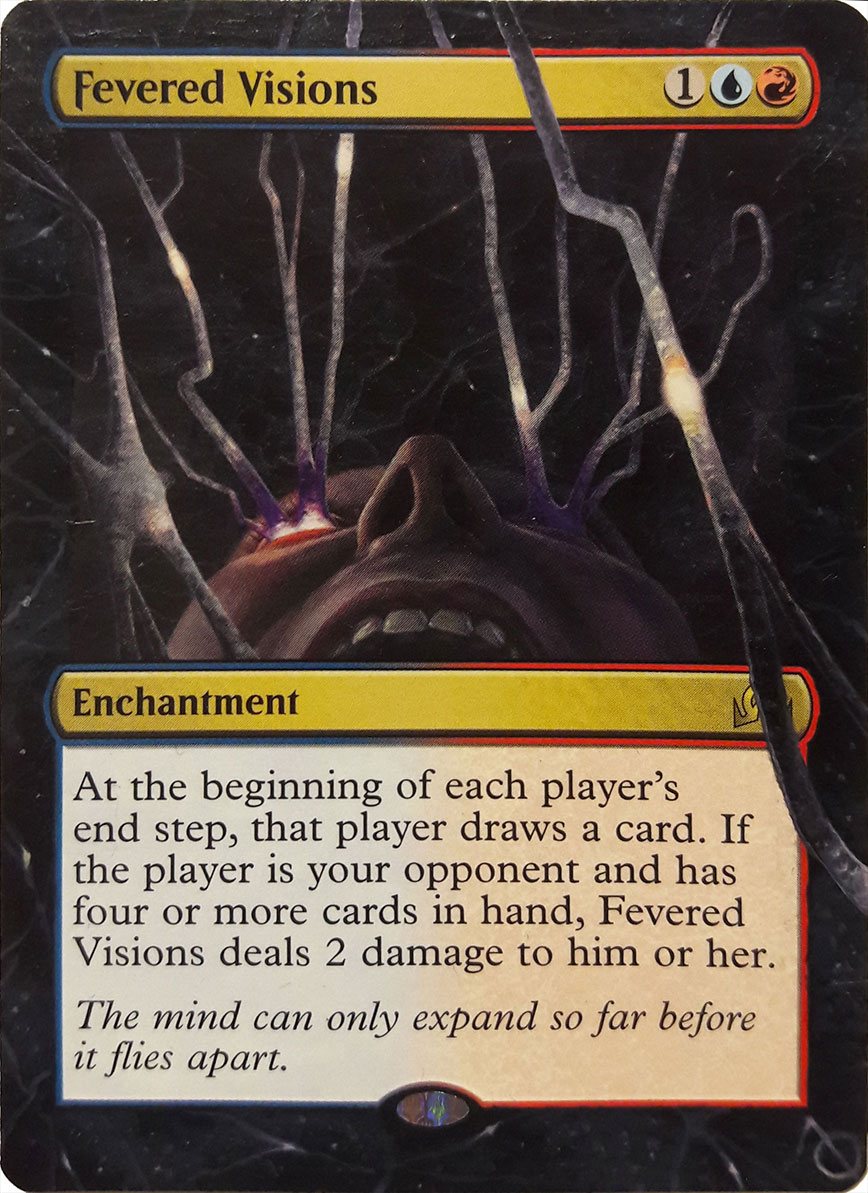 Fevered Visions 1
Enchantment
At the beginning of each player's
end step, that player draws a card. If
the player is your opponent and has
four or more cards in hand, Fevered
Visions deals 2 damage to him or her.
The mind can only expand so far before
it flies apart.